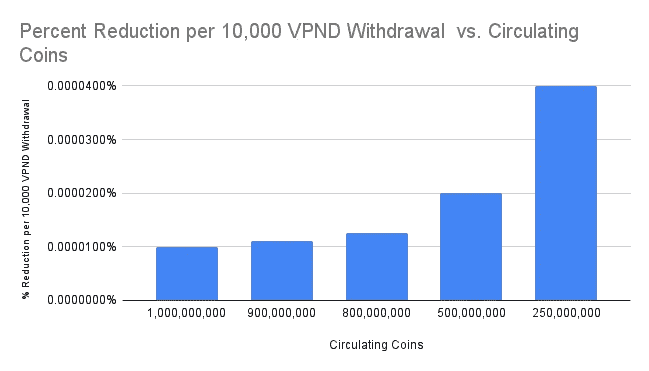 Percent Reduction per 10,000 VPND Withdrawal vs. Circulating
Coins
% Reduction per 10,000 VPND Withdrawal
0.0000400%
0.0000300%
0.0000200%
0.0000100%
0.0000000%
1,000,000,000 900,000,000 800,000,000 500,000,000 250,000,000
Circulating Coins